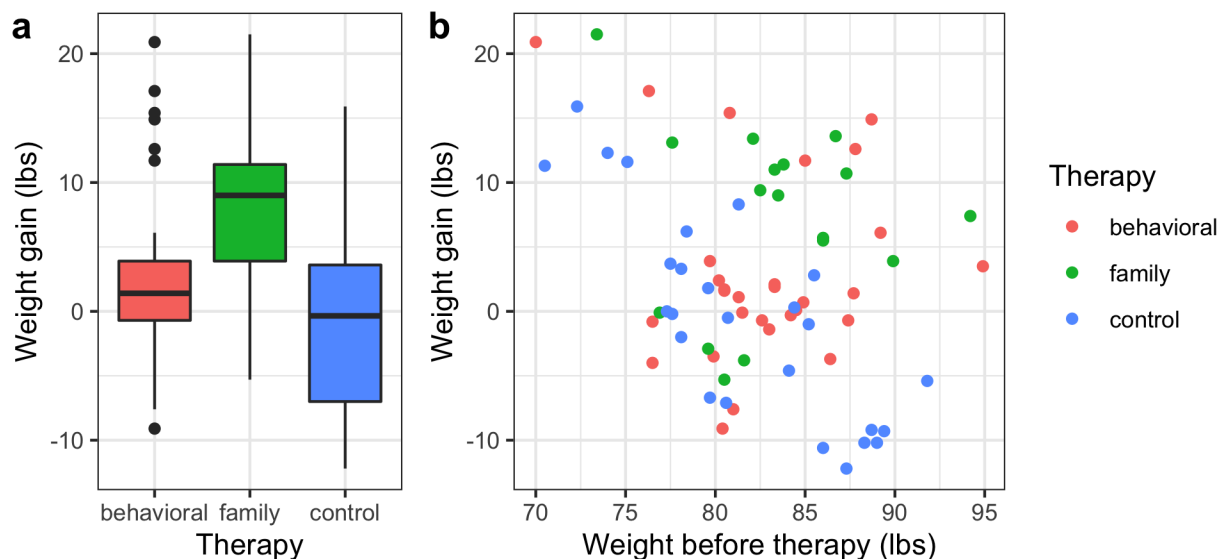 a
Weight gain (lbs)
20
10
0
-10
behavioral family control
Therapy
b
Weight gain (lbs)
20
10
0
-10
70 75 80 85 90 95
Weight before therapy (lbs)
Therapy
behavioral
family
control